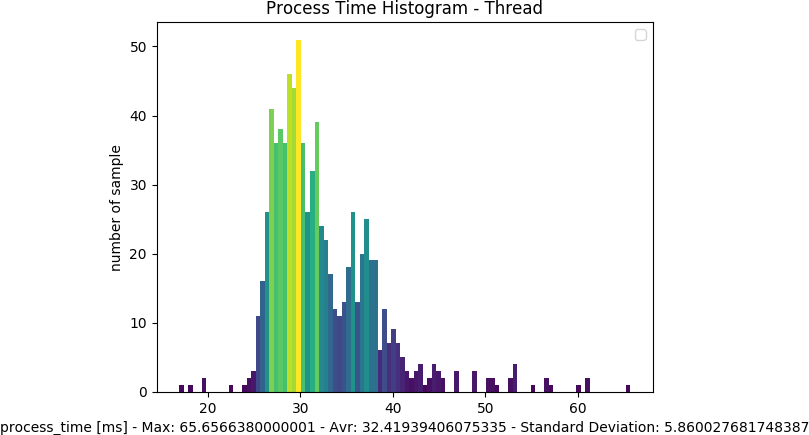 Process Time Histogram - Thread
50
40
30
20
10
0
number of sample
20 30 40 50 60
process_time [ms] - Max: 65.6566380000001 - Avr: 32.41939406075335 - Standard Deviation: 5.860027681748387